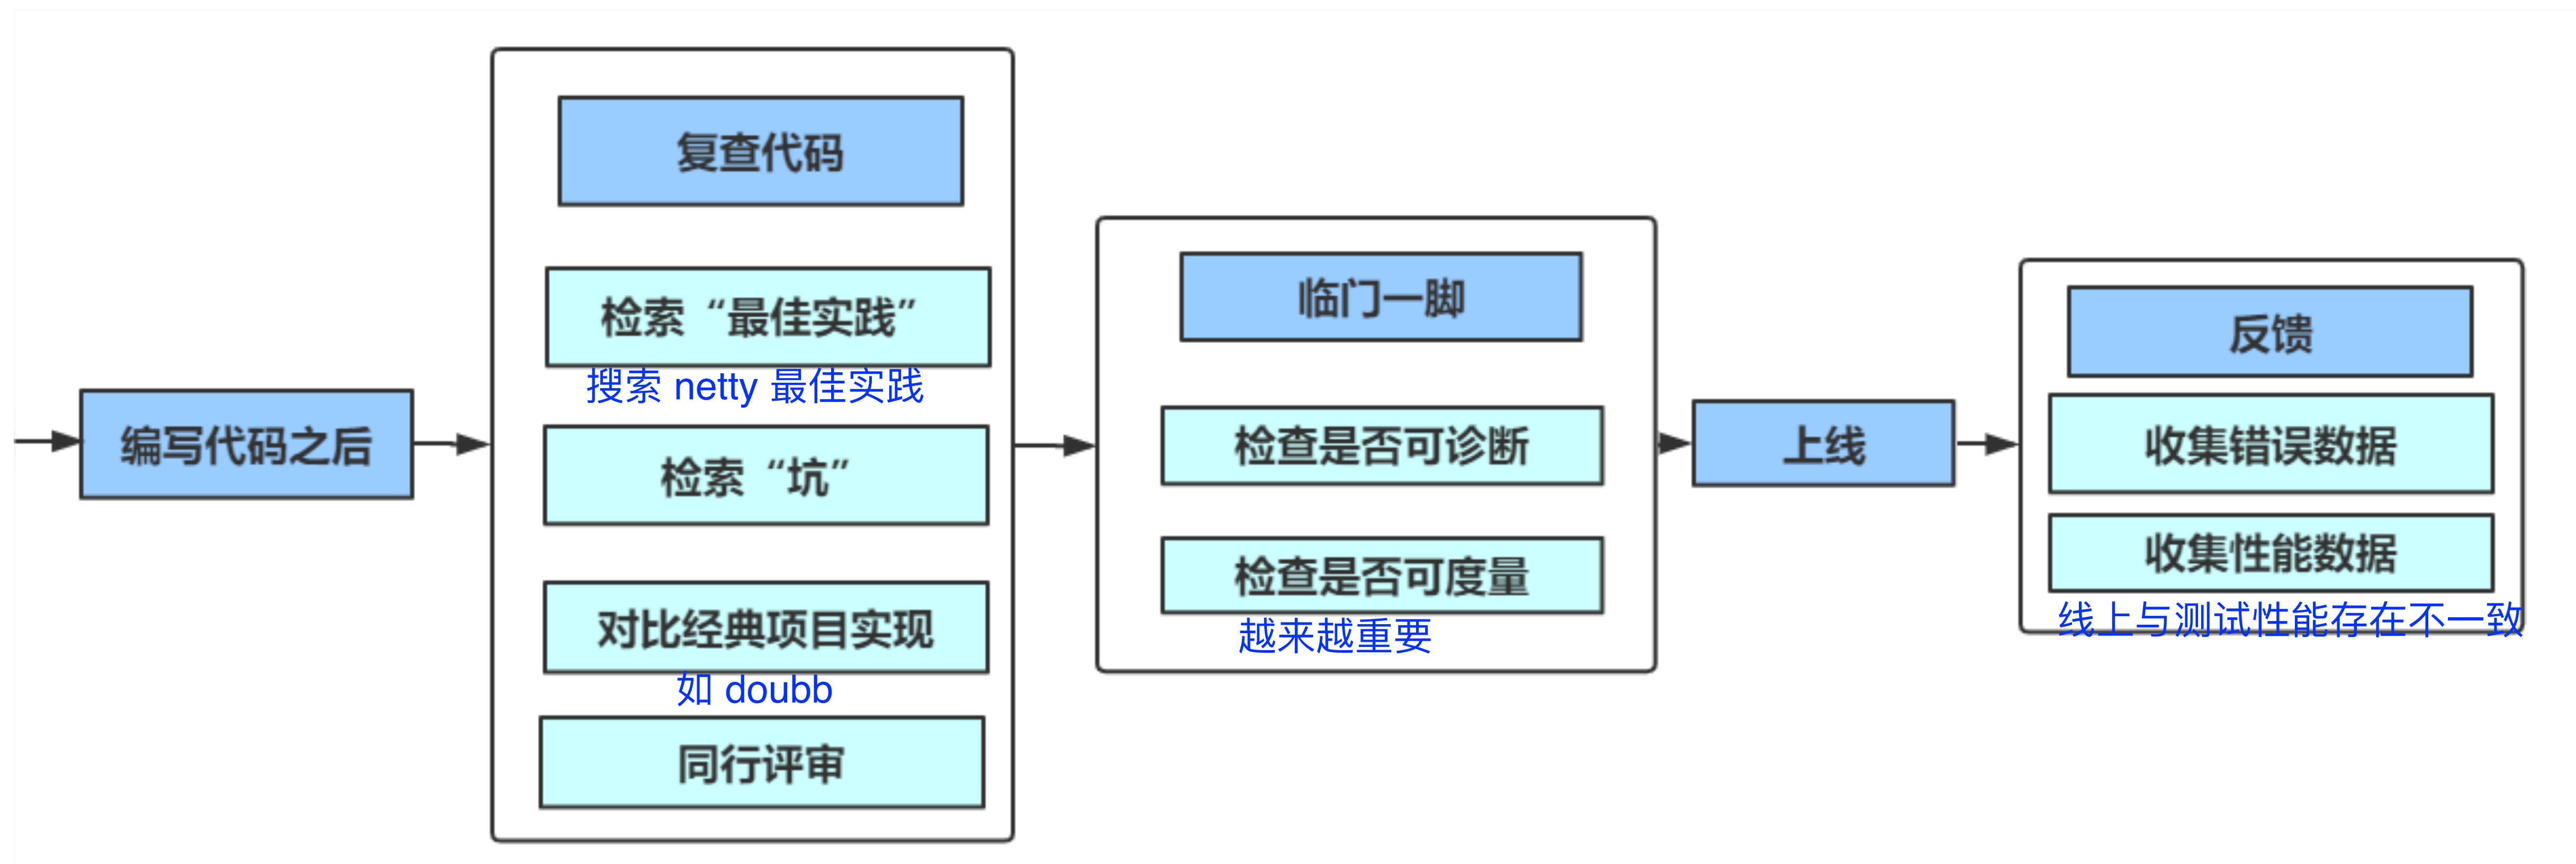 编写代码之后
复查代码
检索“最佳实践”
搜索 netty 最佳实践
检索“坑”
对比经典项目实现
如 doubb
同行评审
临门一脚
检查是否可诊断
检查是否可度量
越来越重要
上线
反馈
收集错误数据
收集性能数据
线上与测试性能存在不一致